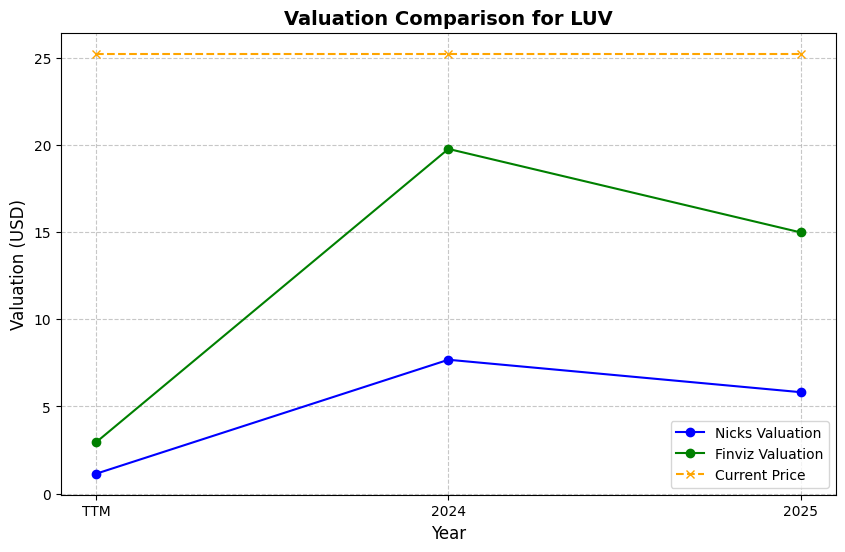 Valuation Comparison for LUV
Valuation (USD)
25
20
15
10
5
0
TTM
2024
2025
Year
Nicks Valuation
Finviz Valuation
Current Price